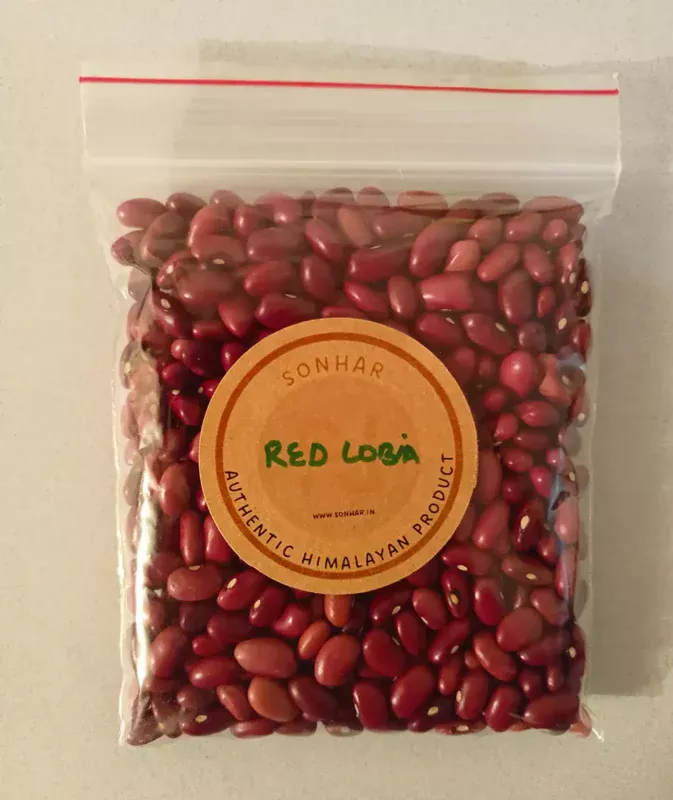 SONHAR
RED LOBIA
WWW.SONHAR.IN
AUTHENTIC HIMALAYAN PRODUCT